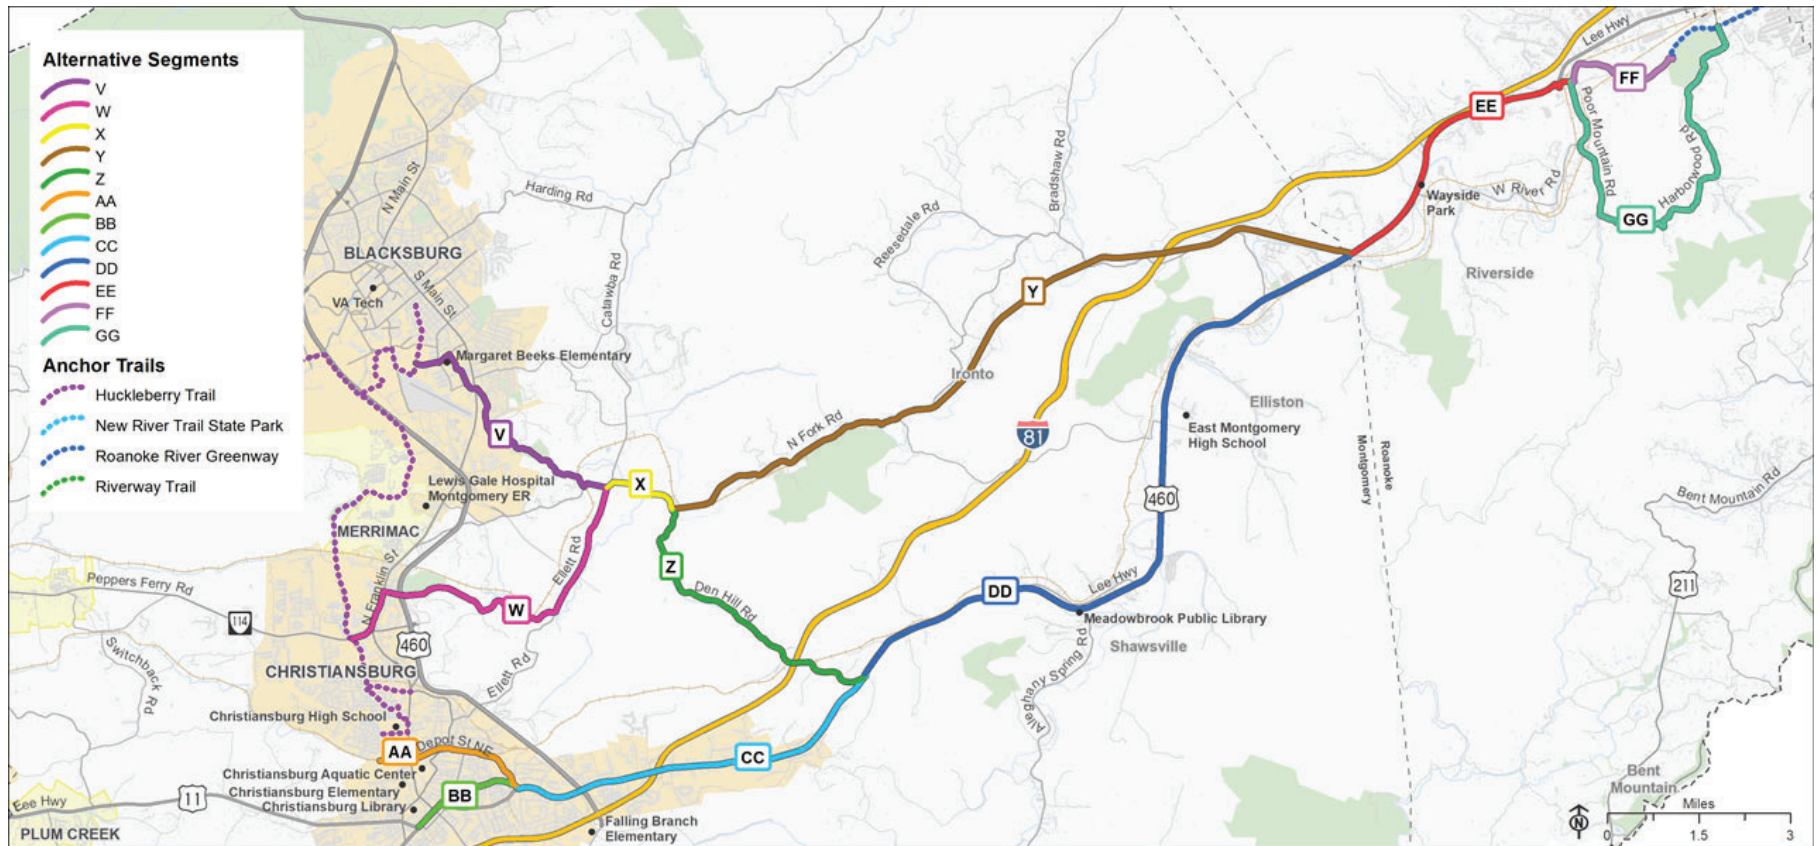 Alternative Segments
V
W
X
Y
Z
AA
BB
CC
DD
EE
FF
GG
Anchor Trails
Huckleberry Trail
New River Trail State Park
Roanoke River Greenway
Riverway Trail
Lee Hwy
FF
EE
Poor Mountain Rd
Harborwood Rd
W River Rd
Wayside
Park
GG
Riverside
Bradshaw Rd
Harding Rd
Reesedale Rd
N Main St
BLACKSBURG
S Main St
VA Tech
Catawba Rd
Y
Margaret Beeks Elementary
Ironto
Elliston
East Montgomery
High School
81
N Fork Rd
V
Roanoke
Montgomery
Lewis Gale Hospital
Montgomery ER
X
460
Bent Mountain Rd
MERRIMAC
N Franklin St
Ellett Rd
Z
Peppers Ferry Rd
114
W
Den Hill Rd
DD
Lee Hwy
Meadowbrook Public Library
211
460
Switchback Rd
CHRISTIANSBURG
Ellett Rd
Shawsville
Alleghany Spring Rd
Christiansburg High School
AA
Depot St NE
CC
Christiansburg Aquatic Center
Christiansburg Elementary
Christiansburg Library
BB
11
Lee Hwy
PLUM CREEK
Falling Branch
Elementary
Bent
Mountain
N
Miles
0
1.5
3